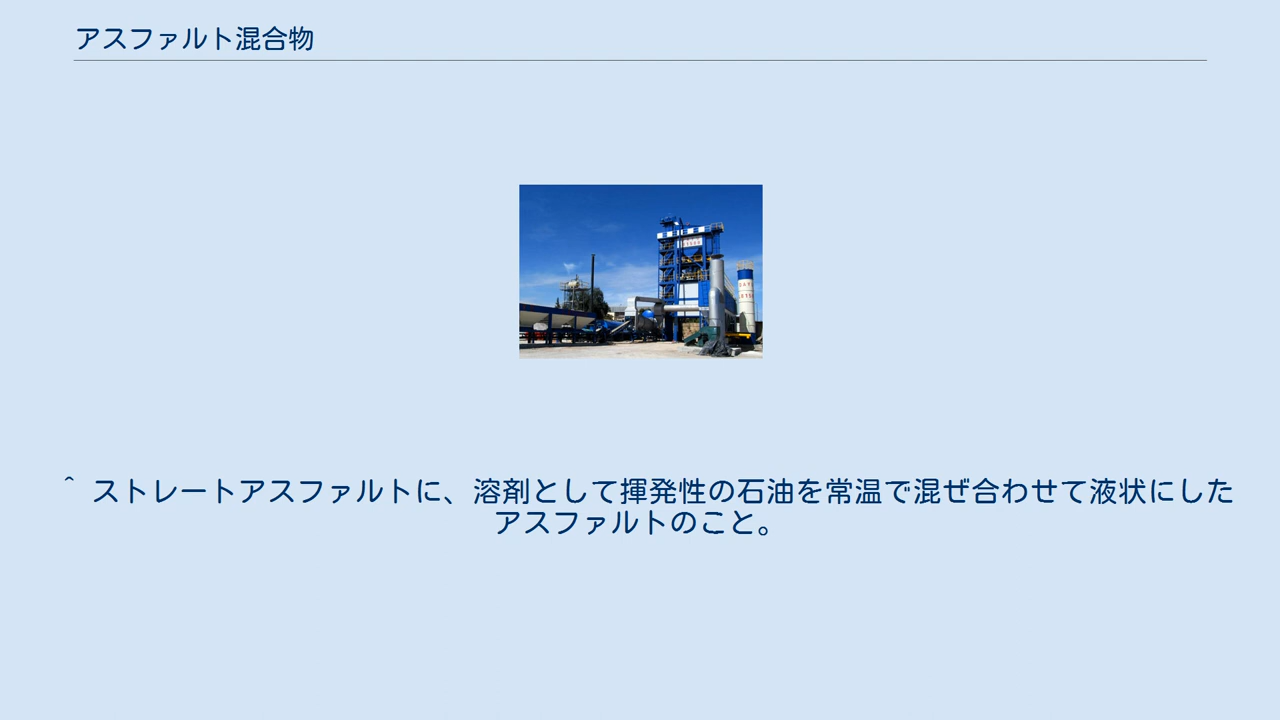 アスファルト混合物
^ ストレートアスファルトに、溶剤として揮発性の石油を常温で混ぜ合わせて液状にした
アスファルトのこと。